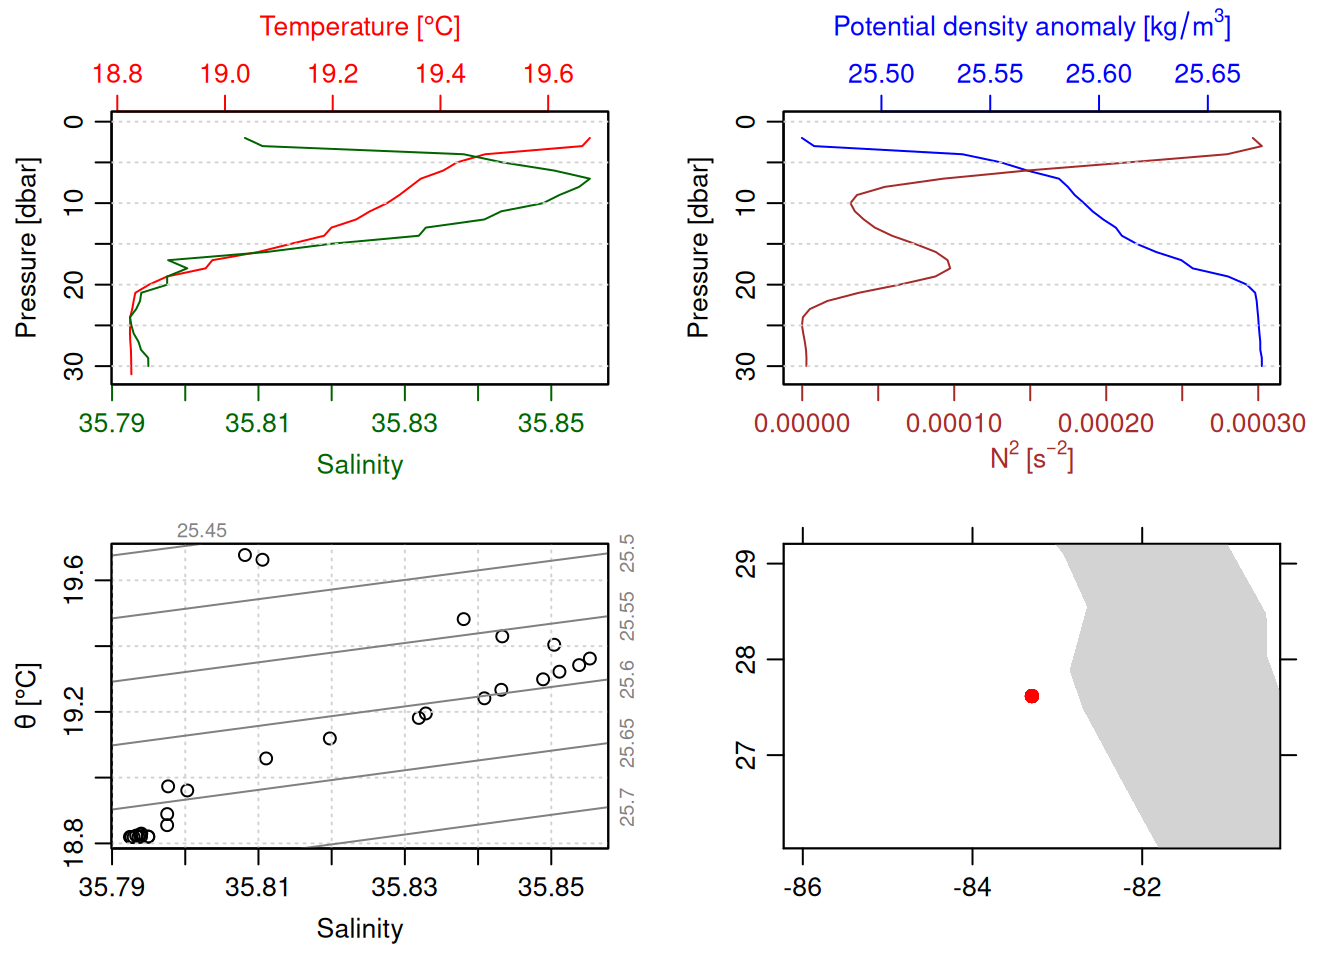 Temperature [°C]
18.8 19.0 19.2 19.4 19.6
Pressure [dbar]
0
10
20
30
35.79 35.81 35.83 35.85
Salinity
Potential density anomaly [kg/m³]
25.50 25.55 25.60 25.65
Pressure [dbar]
0
10
20
30
0.00000 0.00010 0.00020 0.00030
N² [s⁻²]
25.45
θ [°C]
19.6
19.2
18.8
25.5
25.55
25.6
25.65
25.7
35.79 35.81 35.83 35.85
Salinity
29
28
27
-86 -84 -82